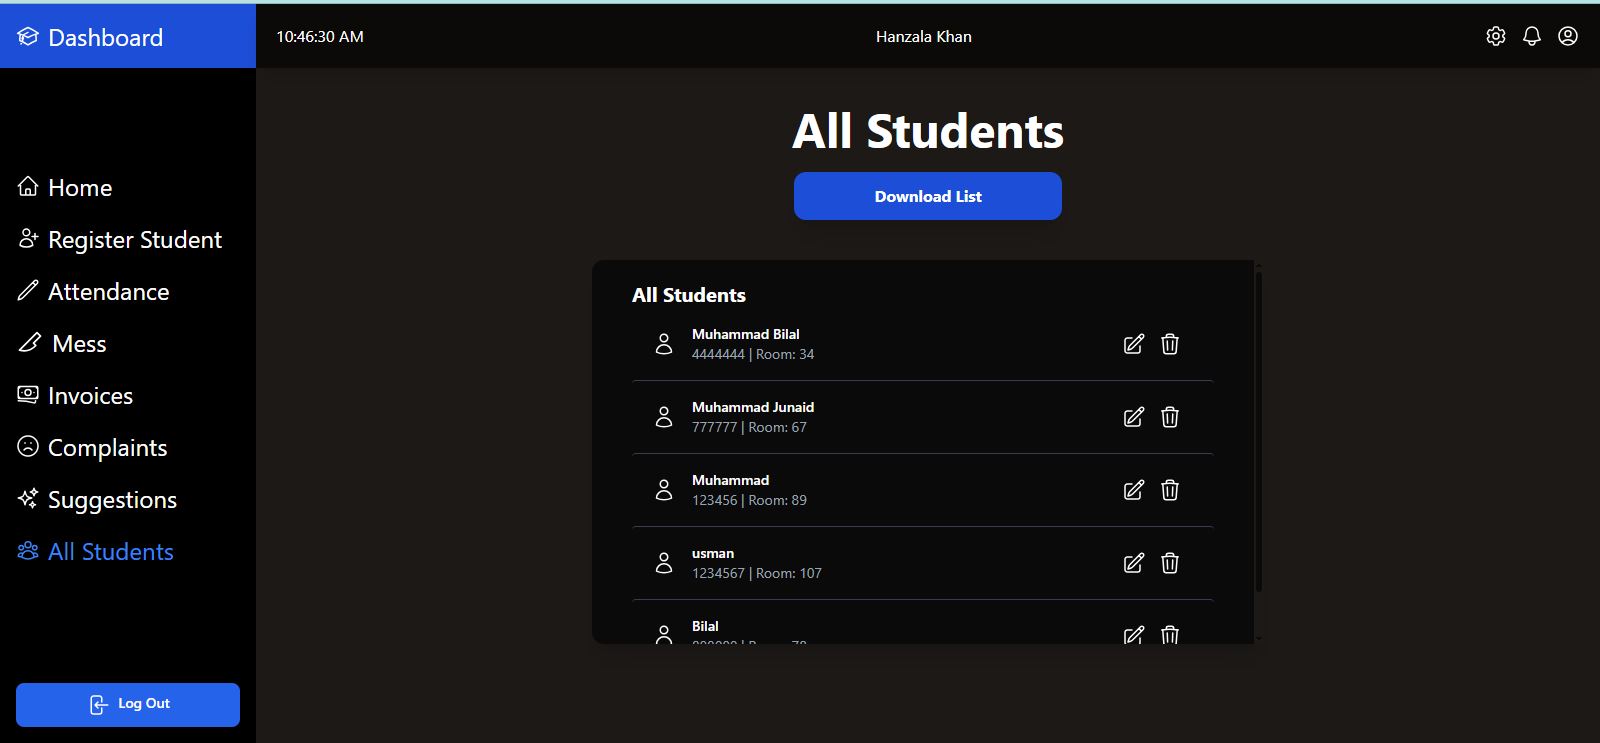 Dashboard
10:46:30 AM
Hanzala Khan
Home
Register Student
Attendance
Mess
Invoices
Complaints
Suggestions
All Students
Log Out
All Students
Download List
All Students
Muhammad Bilal
4444444 | Room: 34
Muhammad Junaid
777777 | Room: 67
Muhammad
123456 | Room: 89
usman
1234567 | Room: 107
Bilal